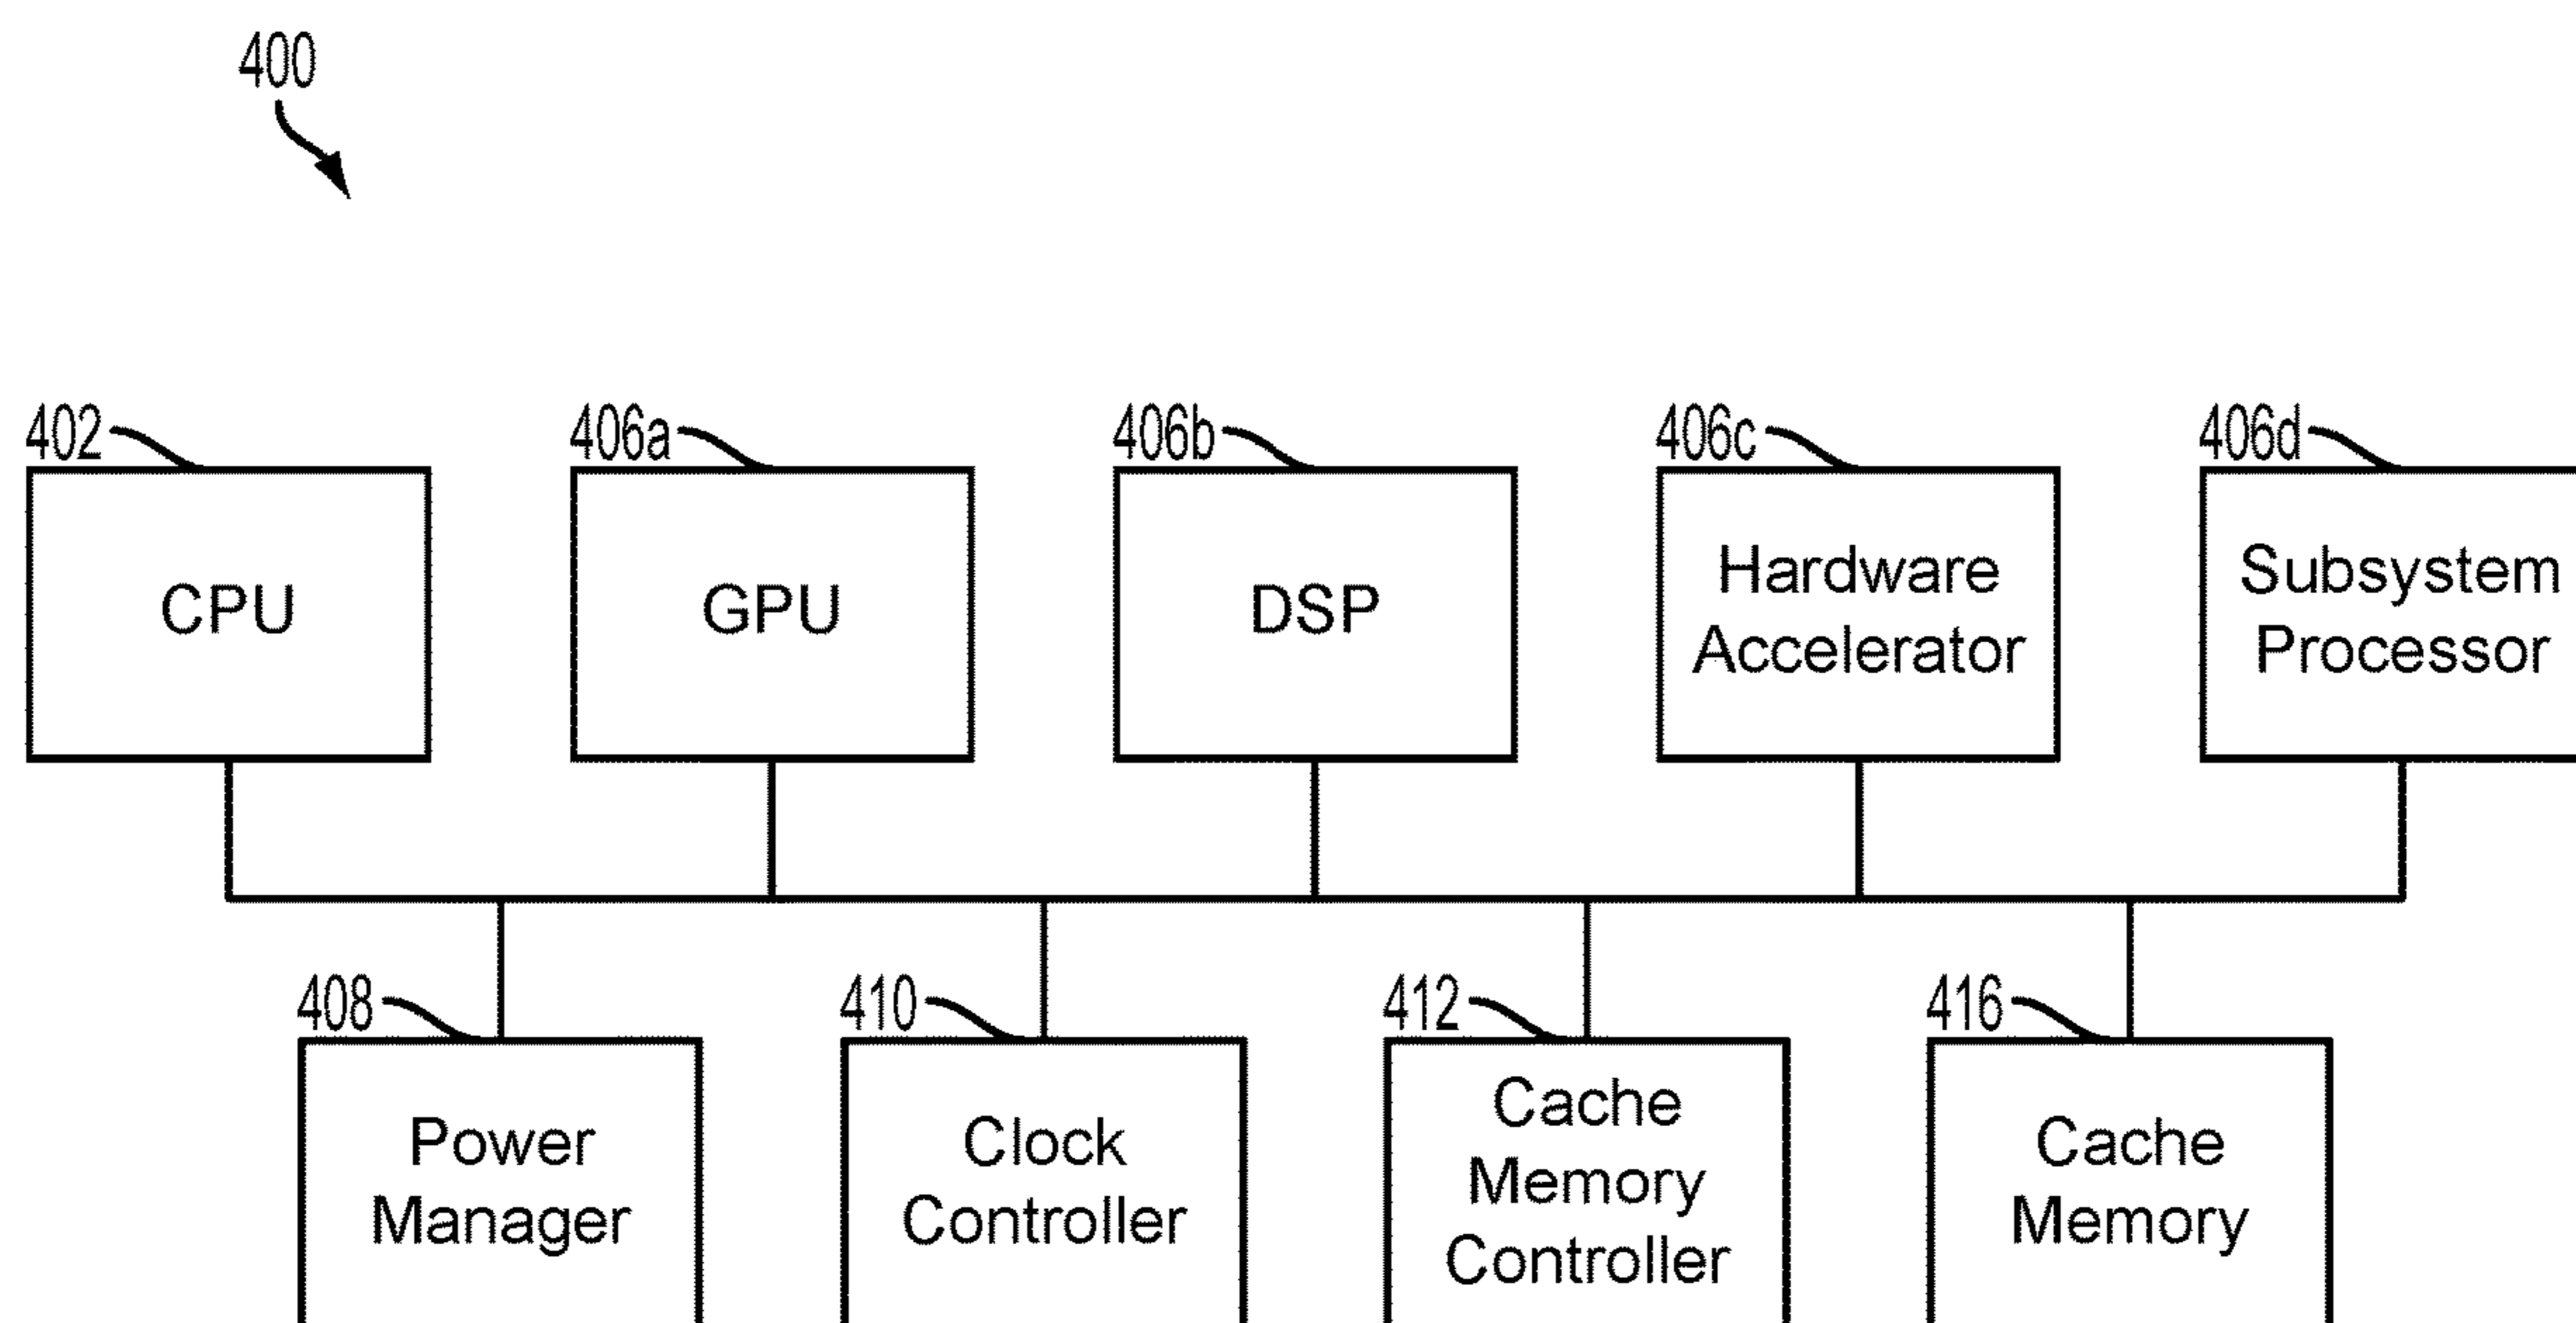 400
402
406a
406b
406c
406d
CPU
GPU
DSP
Hardware
Accelerator
Subsystem
Processor
408
410
412
416
Power
Manager
Clock
Controller
Cache
Memory
Controller
Cache
Memory